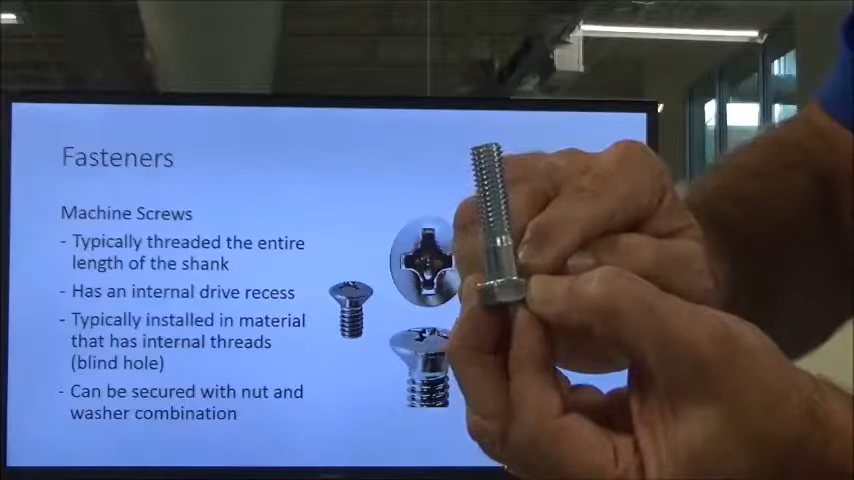 Fasteners
Machine Screws
- Typically threaded the entire
length of the shank
- Has an internal drive recess
- Typically installed in material
that has internal threads
(blind hole)
- Can be secured with nut and
washer combination